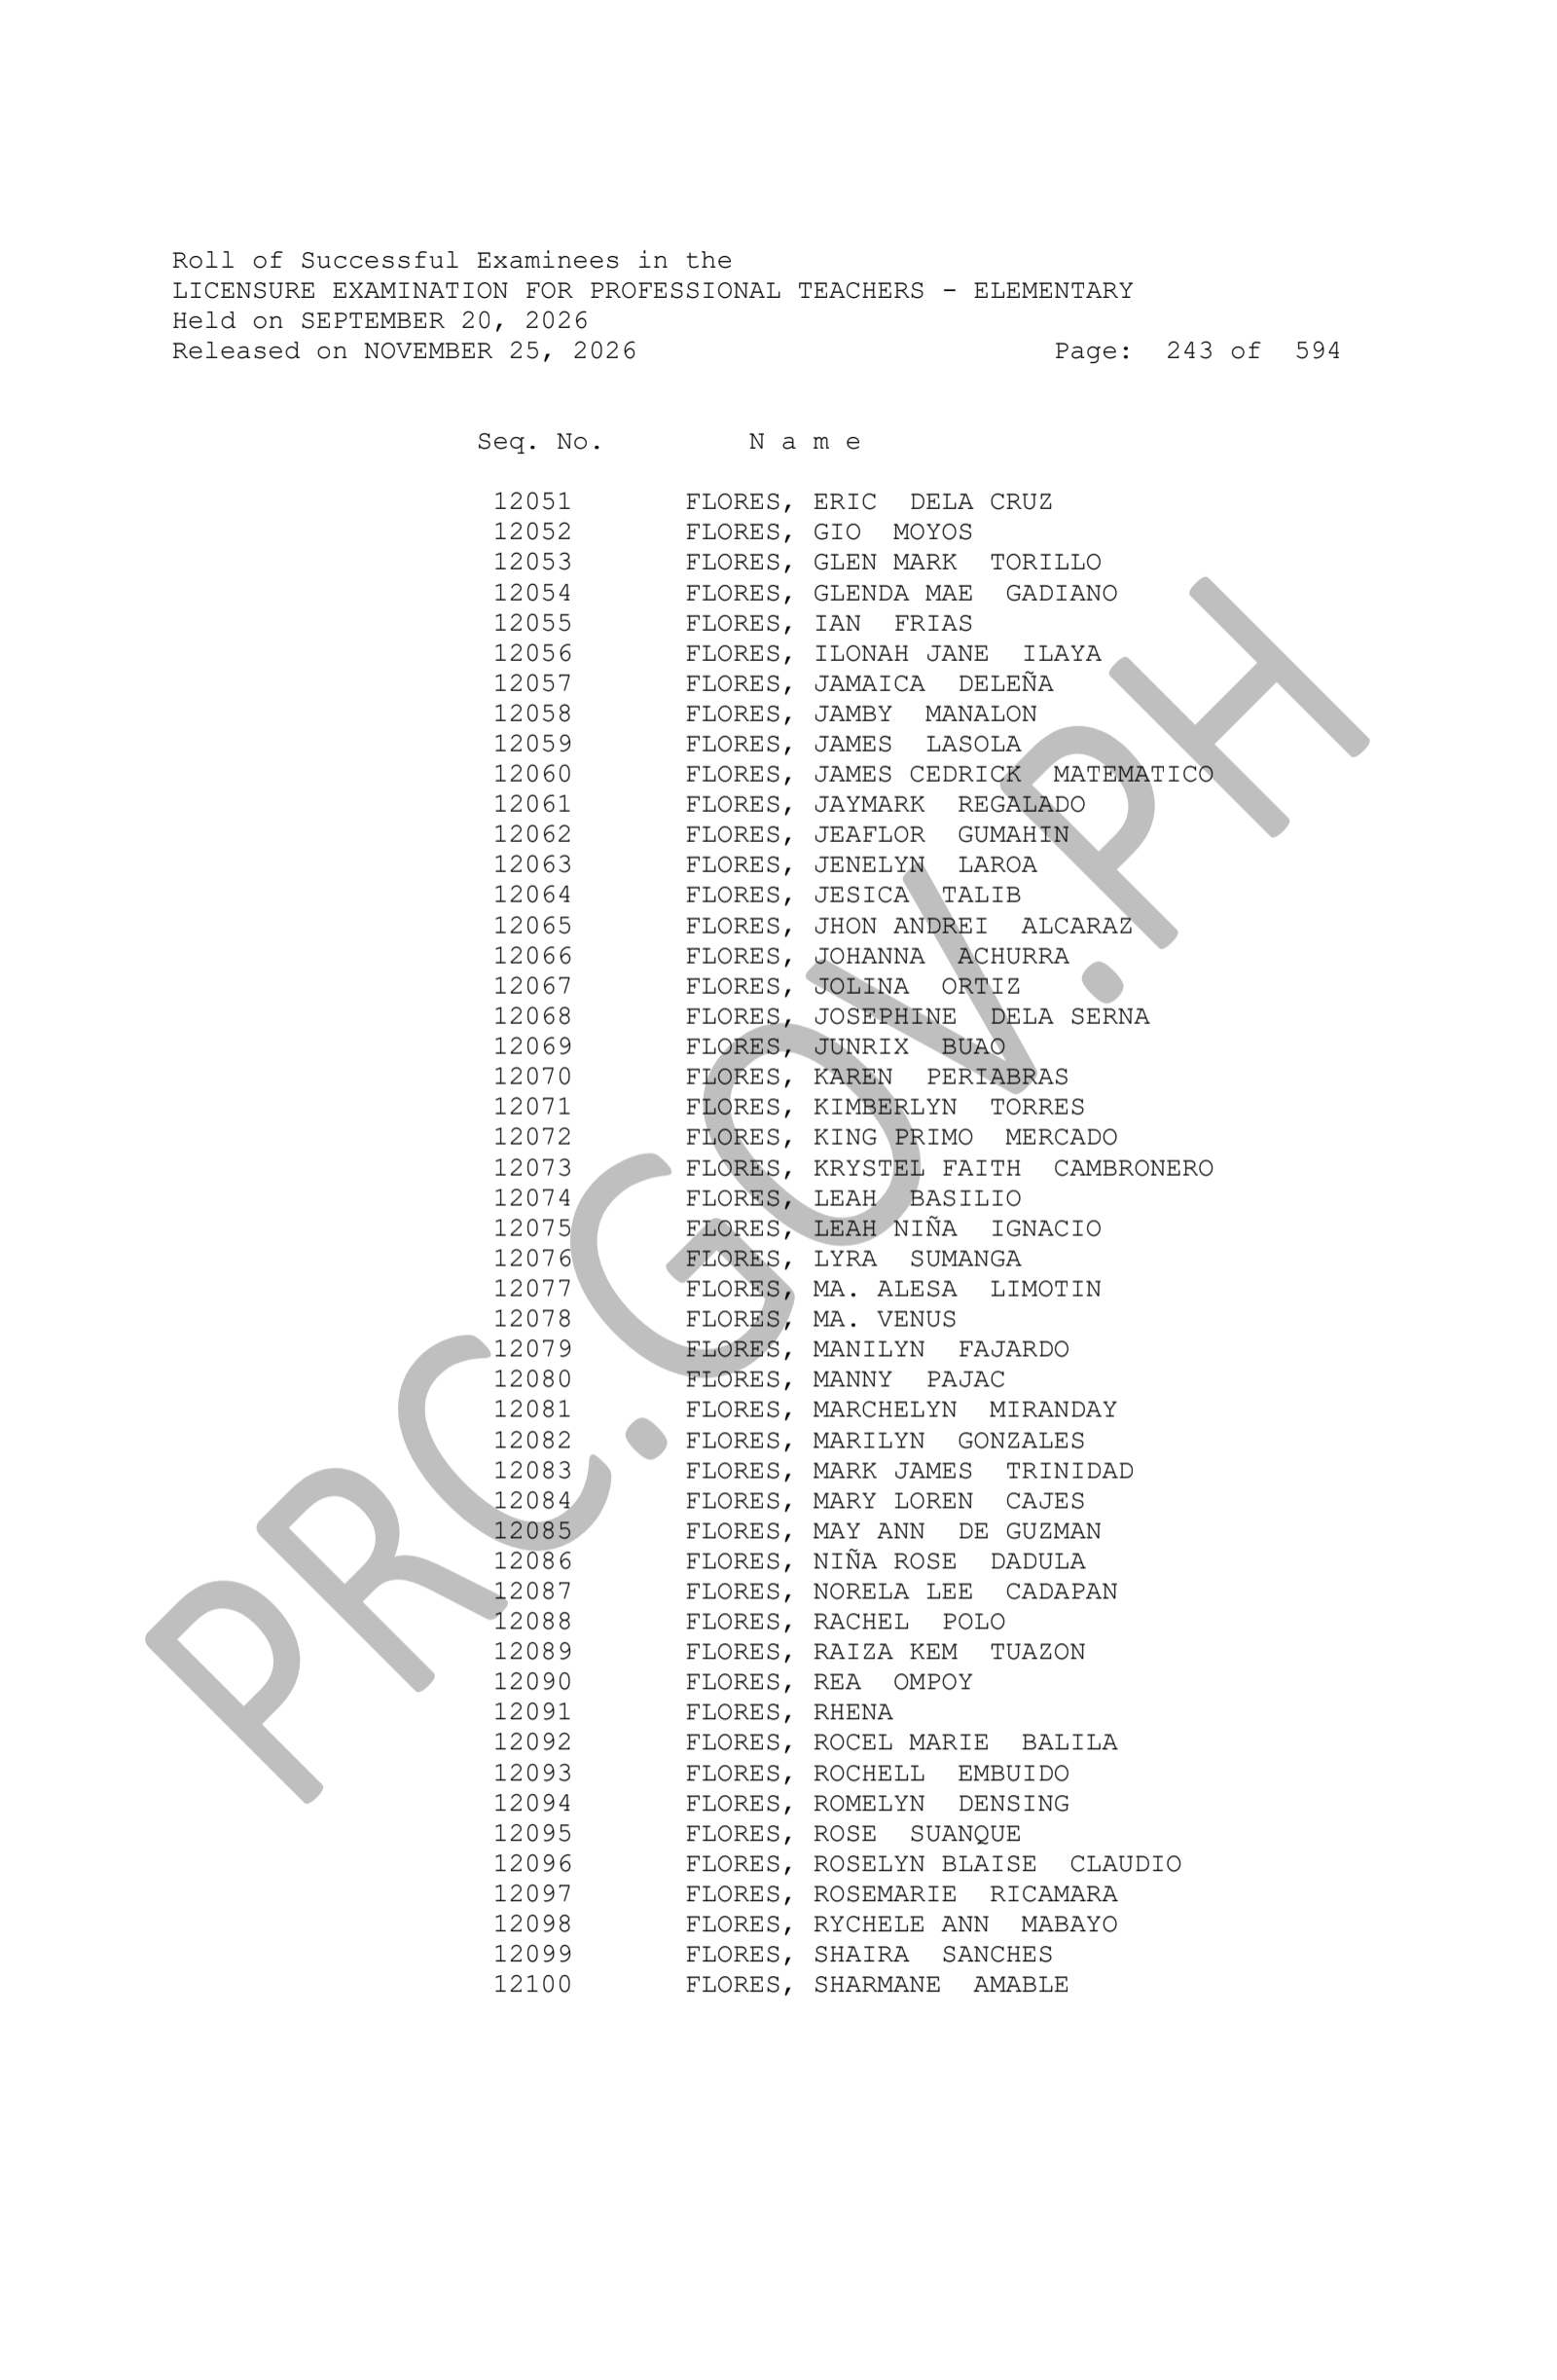 Roll of Successful Examinees in the
LICENSURE EXAMINATION FOR PROFESSIONAL TEACHERS - ELEMENTARY
Held on SEPTEMBER 20, 2026
Released on NOVEMBER 25, 2026 Page: 243 of 594
Seq. No. N a m e
12051 FLORES, ERIC DELA CRUZ
12052 FLORES, GIO MOYOS
12053 FLORES, GLEN MARK TORILLO
12054 FLORES, GLENDA MAE GADIANO
12055 FLORES, IAN FRIAS
12056 FLORES, ILONAH JANE ILAYA
12057 FLORES, JAMAICA DELEÑA
12058 FLORES, JAMBY MANALON
12059 FLORES, JAMES LASOLA
12060 FLORES, JAMES CEDRICK MATEMATICO
12061 FLORES, JAYMARK REGALADO
12062 FLORES, JEAFLOR GUMAHIN
12063 FLORES, JENELYN LAROA
12064 FLORES, JESICA TALIB
12065 FLORES, JHON ANDREI ALCARAZ
12066 FLORES, JOHANNA ACHURRA
12067 FLORES, JOLINA ORTIZ
12068 FLORES, JOSEPHINE DELA SERNA
12069 FLORES, JUNRIX BUAO
12070 FLORES, KAREN PERIABRAS
12071 FLORES, KIMBERLYN TORRES
12072 FLORES, KING PRIMO MERCADO
12073 FLORES, KRYSTEL FAITH CAMBRONERO
12074 FLORES, LEAH BASILIO
12075 FLORES, LEAH NIÑA IGNACIO
12076 FLORES, LYRA SUMANGA
12077 FLORES, MA. ALESA LIMOTIN
12078 FLORES, MA. VENUS
12079 FLORES, MANILYN FAJARDO
12080 FLORES, MANNY PAJAC
12081 FLORES, MARCHELYN MIRANDAY
12082 FLORES, MARILYN GONZALES
12083 FLORES, MARK JAMES TRINIDAD
12084 FLORES, MARY LOREN CAJES
12085 FLORES, MAY ANN DE GUZMAN
12086 FLORES, NIÑA ROSE DADULA
12087 FLORES, NORELA LEE CADAPAN
12088 FLORES, RACHEL POLO
12089 FLORES, RAIZA KEM TUAZON
12090 FLORES, REA OMPOY
12091 FLORES, RHENA
12092 FLORES, ROCEL MARIE BALILA
12093 FLORES, ROCHELL EMBUIDO
12094 FLORES, ROMELYN DENSING
12095 FLORES, ROSE SUANQUE
12096 FLORES, ROSELYN BLAISE CLAUDIO
12097 FLORES, ROSEMARIE RICAMARA
12098 FLORES, RYCHELE ANN MABAYO
12099 FLORES, SHAIRA SANCHES
12100 FLORES, SHARMANE AMABLE
PRC.GOV.PH